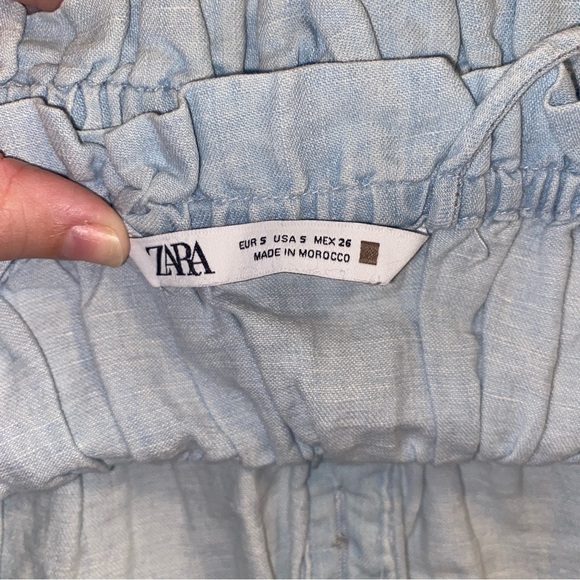 ZARA
EUR S USA S MEX 26
MADE IN MOROCCO